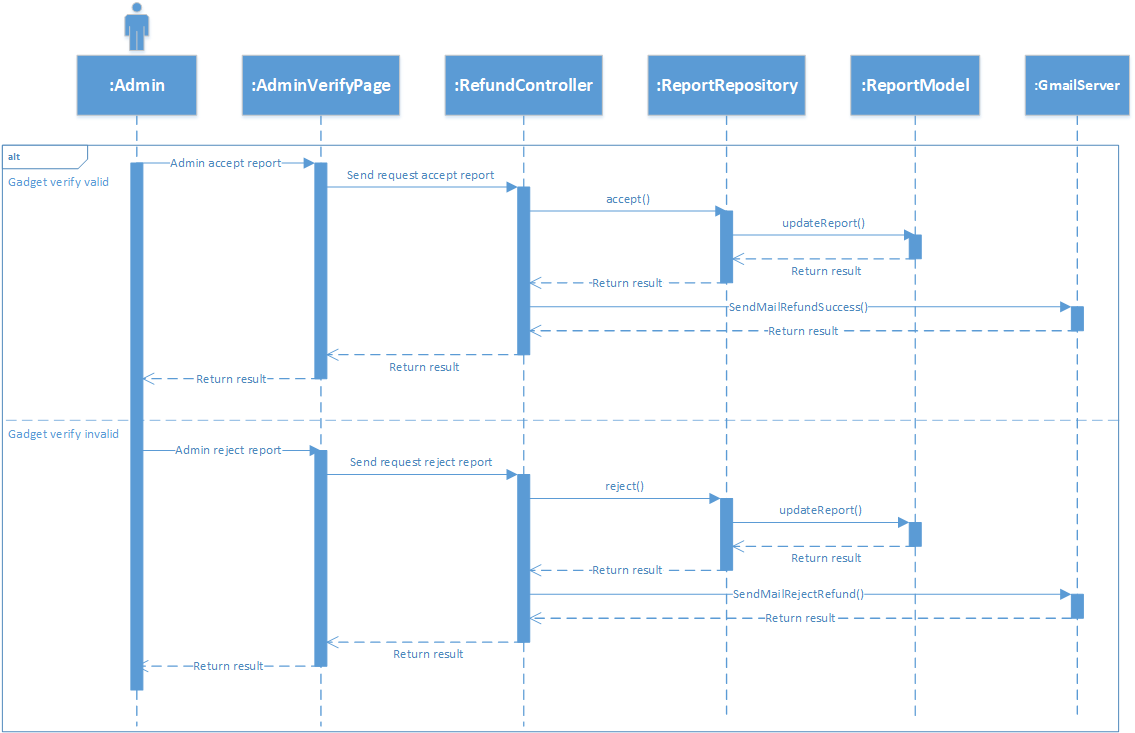 :Admin
:AdminVerifyPage
:RefundController
:ReportRepository
:ReportModel
:GmailServer
alt
Gadget verify valid
Admin accept report
Send request accept report
accept()
updateReport()
Return result
Return result
SendMailRefundSuccess()
Return result
Return result
Return result
Gadget verify invalid
Admin reject report
Send request reject report
reject()
updateReport()
Return result
Return result
SendMailRejectRefund()
Return result
Return result
Return result